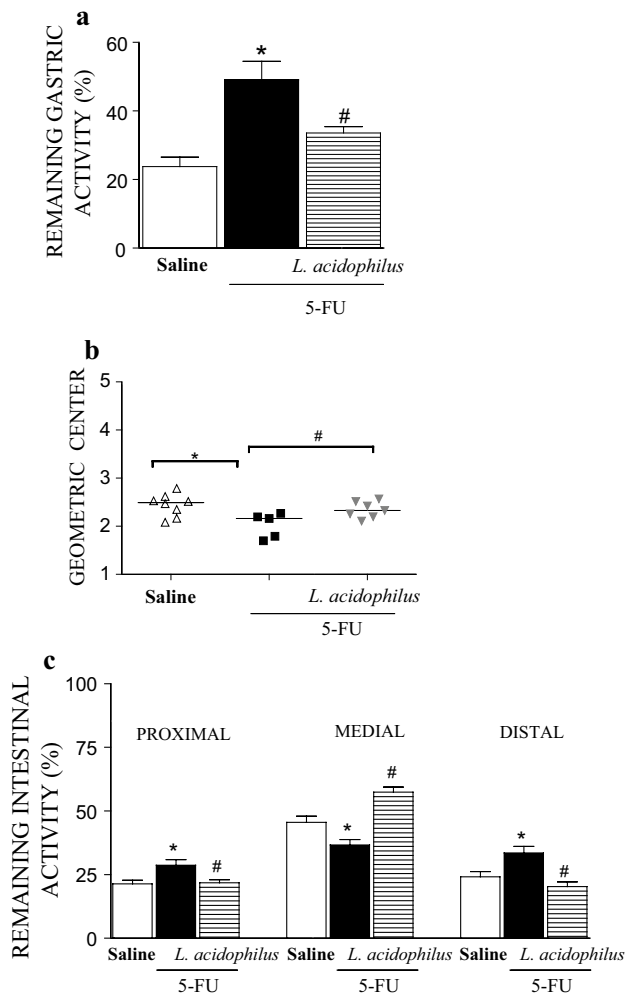 a
REMAINING GASTRIC
ACTIVITY (%)
60
40
20
0
*
#
Saline
L. acidophilus
5-FU
b
GEOMETRIC CENTER
5
4
3
2
1
*
#
Saline
L. acidophilus
5-FU
c
REMAINING INTESTINAL
ACTIVITY (%)
100
75
50
25
0
PROXIMAL MEDIAL DISTAL
* # * # * #
Saline L. acidophilus Saline L. acidophilus Saline L. acidophilus
5-FU 5-FU 5-FU